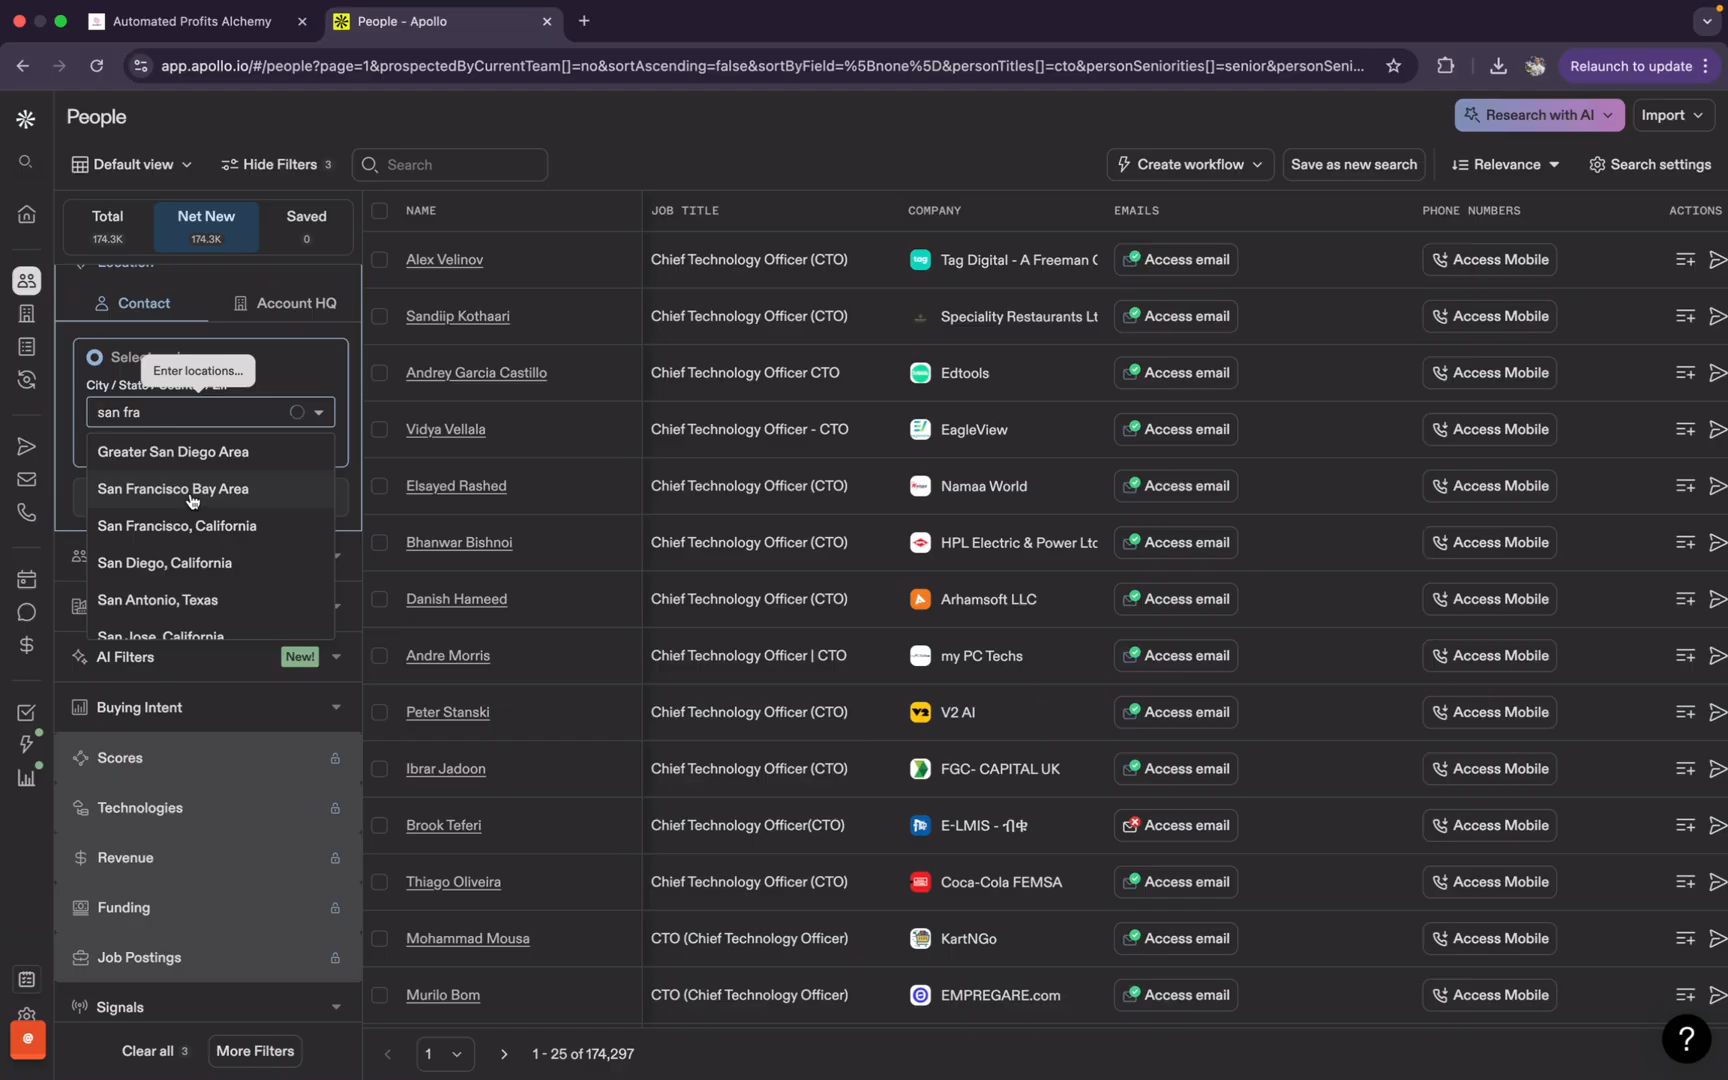 Automated Profits Alchemy
People - Apollo
app.apollo.io/#/people?page=1&prospectedByCurrentTeam[]=no&sortAscending=false&sortByField=%5Bnone%5D&personTitles[]=cto&personSeniorities[]=senior&personSeni...
Relaunch to update
People
Research with AI
Import
Default view
Hide Filters 3
Search
Create workflow
Save as new search
Relevance
Search settings
Total
174.3K
Net New
174.3K
Saved
0
NAME
JOB TITLE
COMPANY
EMAILS
PHONE NUMBERS
ACTIONS
Location
Contact
Account HQ
Enter locations...
City / State
san fra
Greater San Diego Area
San Francisco Bay Area
San Francisco, California
San Diego, California
San Antonio, Texas
San Jose, California
AI Filters
New!
Buying Intent
Scores
Technologies
Revenue
Funding
Job Postings
Signals
Clear all 3
More Filters
Alex Velinov Chief Technology Officer (CTO) tag Tag Digital - A Freeman Access email Access Mobile
Sandiip Kothaari Chief Technology Officer (CTO) Speciality Restaurants Lt Access email Access Mobile
Andrey Garcia Castillo Chief Technology Officer CTO Edtools Access email Access Mobile
Vidya Vellala Chief Technology Officer - CTO EagleView Access email Access Mobile
Elsayed Rashed Chief Technology Officer (CTO) Namaa World Access email Access Mobile
Bhanwar Bishnoi Chief Technology Officer (CTO) HPL Electric & Power Ltd Access email Access Mobile
Danish Hameed Chief Technology Officer (CTO) Arhamsoft LLC Access email Access Mobile
Andre Morris Chief Technology Officer | CTO my PC Techs Access email Access Mobile
Peter Stanski Chief Technology Officer (CTO) V2 V2 AI Access email Access Mobile
Ibrar Jadoon Chief Technology Officer (CTO) FGC- CAPITAL UK Access email Access Mobile
Brook Teferi Chief Technology Officer(CTO) E-LMIS - ብቃ Access email Access Mobile
Thiago Oliveira Chief Technology Officer (CTO) Coca-Cola FEMSA Access email Access Mobile
Mohammad Mousa CTO (Chief Technology Officer) KartNGo Access email Access Mobile
Murilo Bom CTO (Chief Technology Officer) EMPREGARE.com Access email Access Mobile
1
1 - 25 of 174,297
?